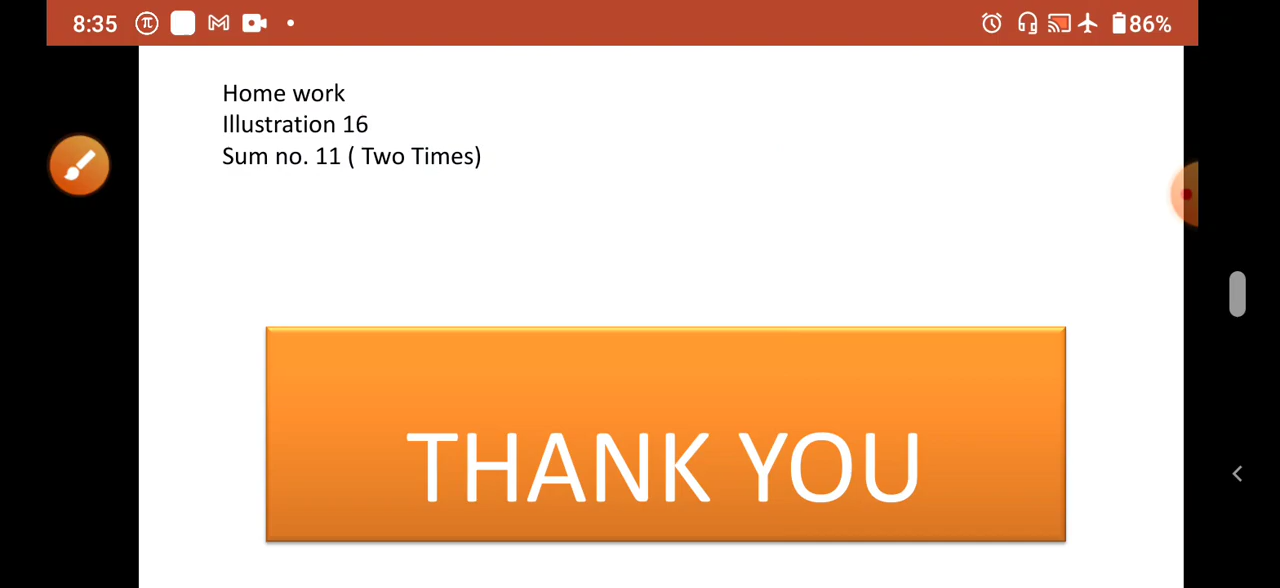 8:35 86%
Home work
Illustration 16
Sum no. 11 ( Two Times)
THANK YOU